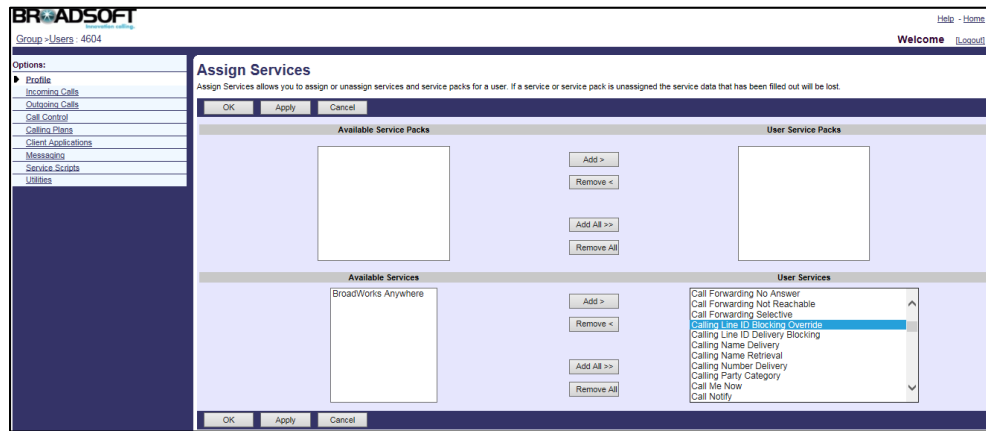 BROADSOFT
innovation calling.
Help - Home
Group >Users : 4604
Welcome [Logout]
Options:
Profile
Incoming Calls
Outgoing Calls
Call Control
Calling Plans
Client Applications
Messaging
Service Scripts
Utilities
Assign Services
Assign Services allows you to assign or unassign services and service packs for a user. If a service or service pack is unassigned the service data that has been filled out will be lost.
OK Apply Cancel
Available Service Packs User Service Packs
Add >
Remove <
Add All >>
Remove All
Available Services User Services
BroadWorks Anywhere
Add >
Remove <
Add All >>
Remove All
Call Forwarding No Answer
Call Forwarding Not Reachable
Call Forwarding Selective
Calling Line ID Blocking Override
Calling Line ID Delivery Blocking
Calling Name Delivery
Calling Name Retrieval
Calling Number Delivery
Calling Party Category
Call Me Now
Call Notify
OK Apply Cancel